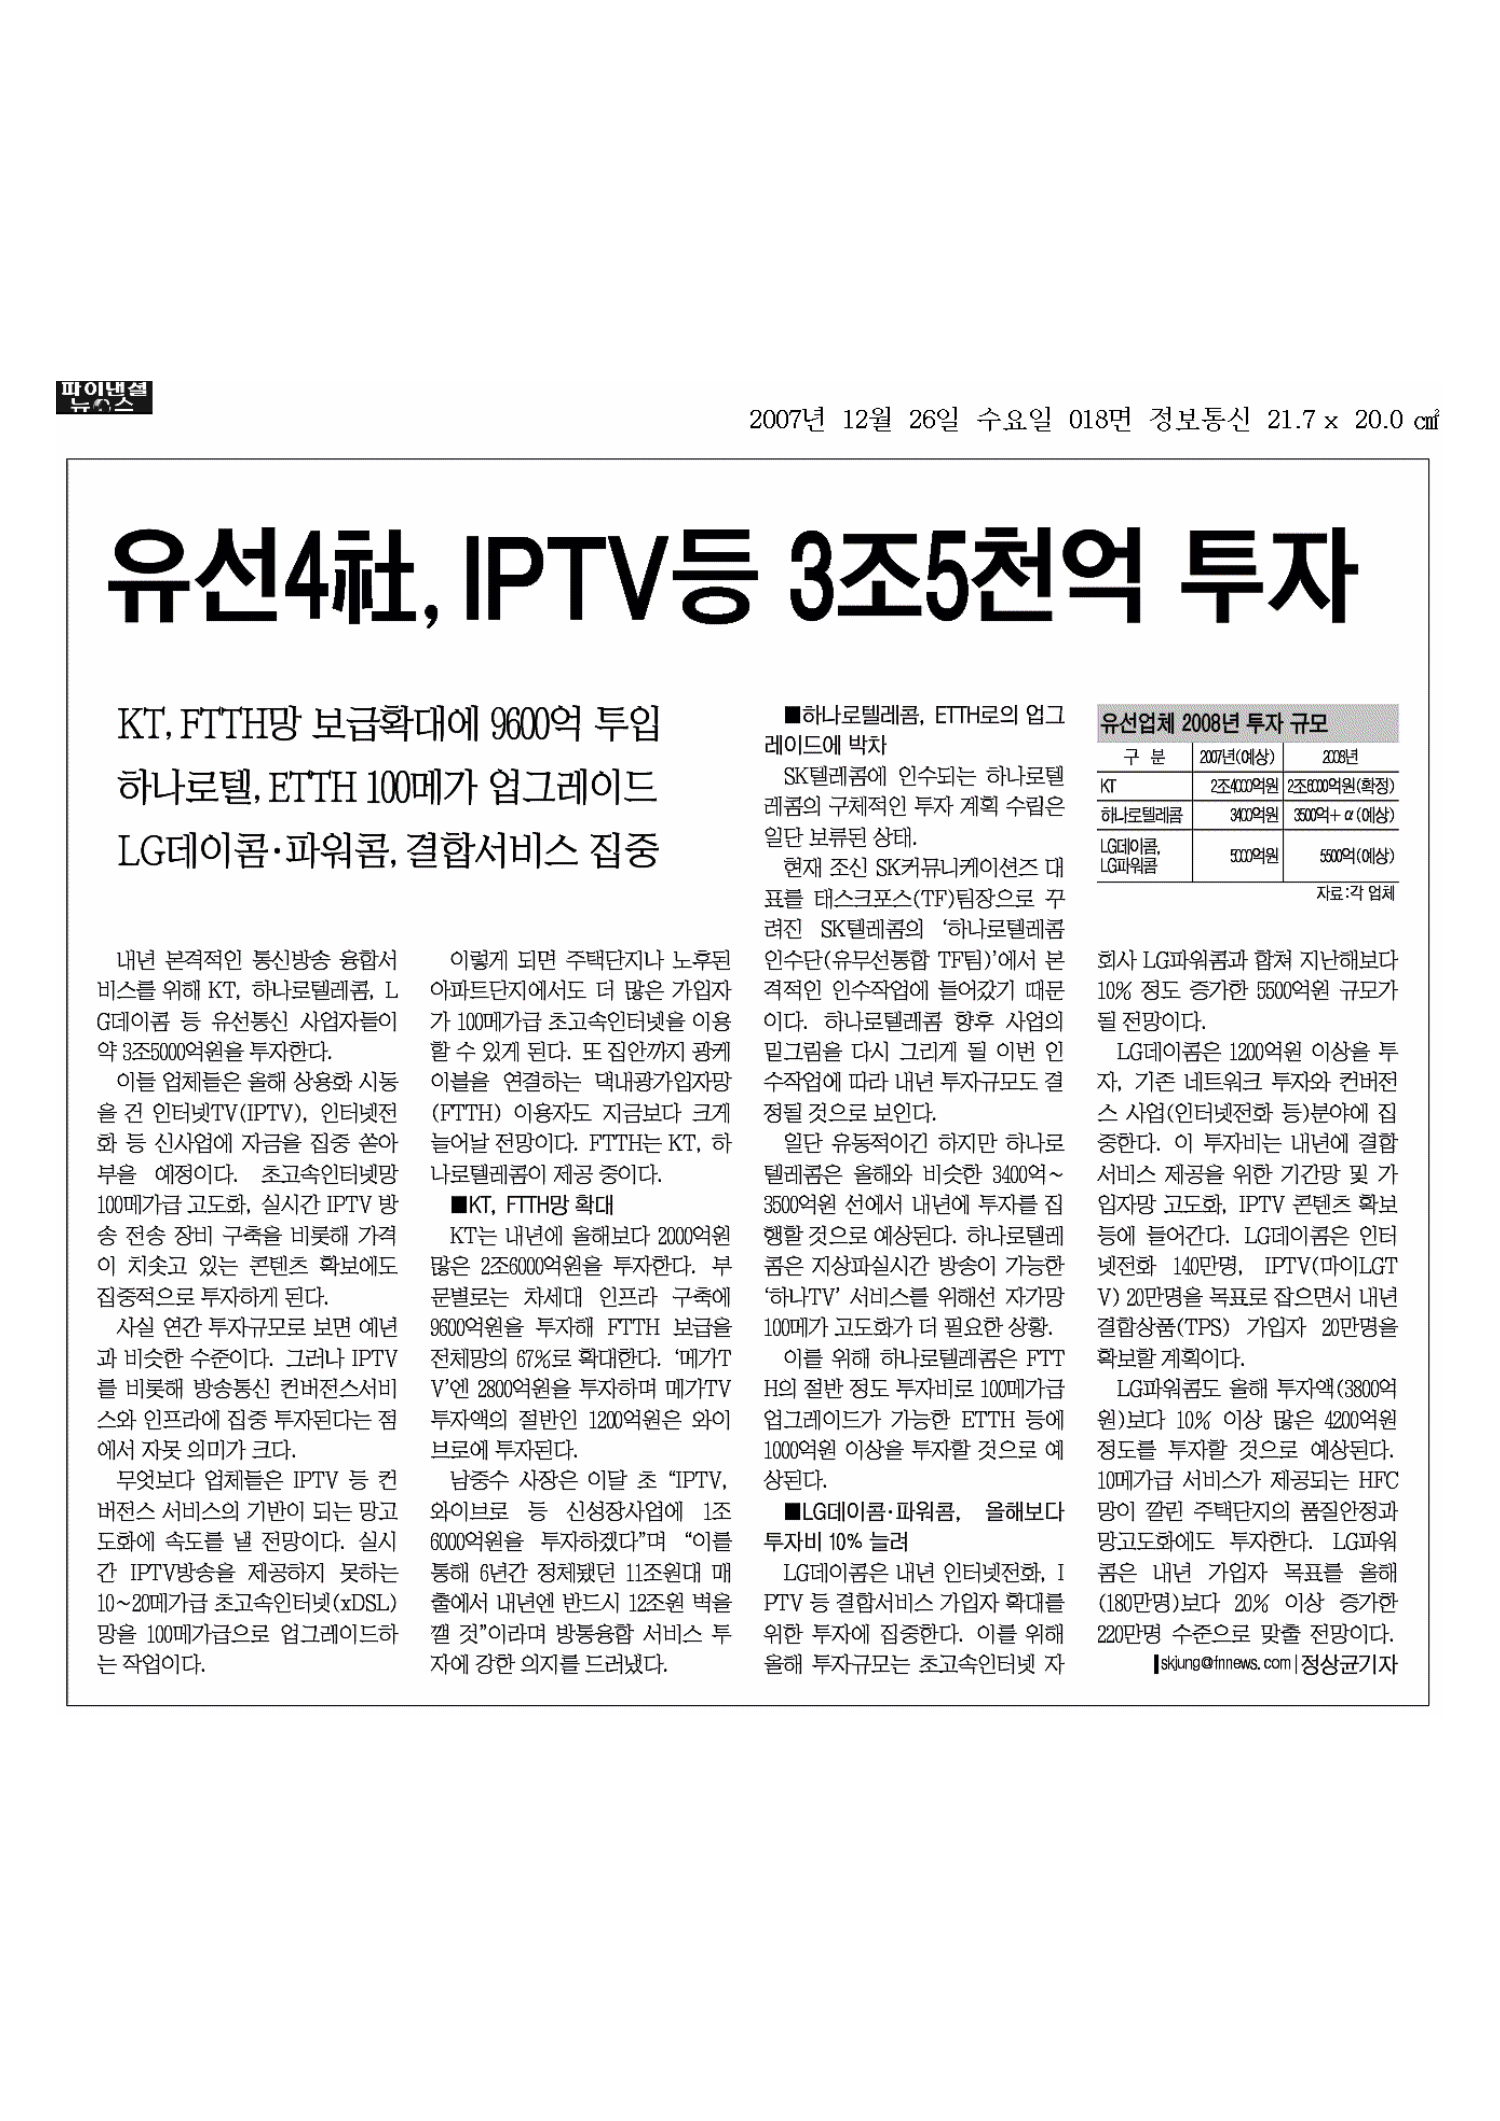 파이낸셜
뉴스
2007년 12월 26일 수요일 018면 정보통신 21.7 x 20.0 ㎠
유선4社, IPTV등 3조5천억 투자
KT, FTTH망 보급확대에 9600억 투입
하나로텔, ETTH 100메가 업그레이드
LG데이콤·파워콤, 결합서비스 집중
내년 본격적인 통신방송 융합서
비스를 위해 KT, 하나로텔레콤, L
G데이콤 등 유선통신 사업자들이
약 3조5000억원을 투자한다.
이들 업체들은 올해 상용화 시동
을 건 인터넷TV(IPTV), 인터넷전
화 등 신사업에 자금을 집중 쏟아
부을 예정이다. 초고속인터넷망
100메가급 고도화, 실시간 IPTV 방
송 전송 장비 구축을 비롯해 가격
이 치솟고 있는 콘텐츠 확보에도
집중적으로 투자하게 된다.
사실 연간 투자규모로 보면 예년
과 비슷한 수준이다. 그러나 IPTV
를 비롯해 방송통신 컨버전스서비
스와 인프라에 집중 투자된다는 점
에서 자못 의미가 크다.
무엇보다 업체들은 IPTV 등 컨
버전스 서비스의 기반이 되는 망고
도화에 속도를 낼 전망이다. 실시
간 IPTV방송을 제공하지 못하는
10~20메가급 초고속인터넷(xDSL)
망을 100메가급으로 업그레이드하
는 작업이다.
이렇게 되면 주택단지나 노후된
아파트단지에서도 더 많은 가입자
가 100메가급 초고속인터넷을 이용
할 수 있게 된다. 또 집안까지 광케
이블을 연결하는 댁내광가입자망
(FTTH) 이용자도 지금보다 크게
늘어날 전망이다. FTTH는 KT, 하
나로텔레콤이 제공 중이다.
■KT, FTTH망 확대
KT는 내년에 올해보다 2000억원
많은 2조6000억원을 투자한다. 부
문별로는 차세대 인프라 구축에
9600억원을 투자해 FTTH 보급을
전체망의 67%로 확대한다. ‘메가T
V’엔 2800억원을 투자하며 메가TV
투자액의 절반인 1200억원은 와이
브로에 투자된다.
남중수 사장은 이달 초 “IPTV,
와이브로 등 신성장사업에 1조
6000억원을 투자하겠다”며 “이를
통해 6년간 정체됐던 11조원대 매
출에서 내년엔 반드시 12조원 벽을
깰 것”이라며 방통융합 서비스 투
자에 강한 의지를 드러냈다.
■하나로텔레콤, ETTH로의 업그
레이드에 박차
SK텔레콤에 인수되는 하나로텔
레콤의 구체적인 투자 계획 수립은
일단 보류된 상태.
현재 조신 SK커뮤니케이션즈 대
표를 태스크포스(TF)팀장으로 꾸
려진 SK텔레콤의 ‘하나로텔레콤
인수단(유무선통합 TF팀)’에서 본
격적인 인수작업에 들어갔기 때문
이다. 하나로텔레콤 향후 사업의
밑그림을 다시 그리게 될 이번 인
수작업에 따라 내년 투자규모도 결
정될 것으로 보인다.
일단 유동적이긴 하지만 하나로
텔레콤은 올해와 비슷한 3400억~
3500억원 선에서 내년에 투자를 집
행할 것으로 예상된다. 하나로텔레
콤은 지상파실시간 방송이 가능한
‘하나TV’ 서비스를 위해선 자가망
100메가 고도화가 더 필요한 상황.
이를 위해 하나로텔레콤은 FTT
H의 절반 정도 투자비로 100메가급
업그레이드가 가능한 ETTH 등에
1000억원 이상을 투자할 것으로 예
상된다.
■LG데이콤·파워콤, 올해보다
투자비 10% 늘려
LG데이콤은 내년 인터넷전화, I
PTV 등 결합서비스 가입자 확대를
위한 투자에 집중한다. 이를 위해
올해 투자규모는 초고속인터넷 자
유선업체 2008년 투자 규모
구 분 2007년(예상) 2008년
KT 2조4000억원 2조6000억원(확정)
하나로텔레콤 3400억원 3500억+α(예상)
LG데이콤, LG파워콤 5000억원 5500억(예상)
자료:각 업체
회사 LG파워콤과 합쳐 지난해보다
10% 정도 증가한 5500억원 규모가
될 전망이다.
LG데이콤은 1200억원 이상을 투
자, 기존 네트워크 투자와 컨버전
스 사업(인터넷전화 등)분야에 집
중한다. 이 투자비는 내년에 결합
서비스 제공을 위한 기간망 및 가
입자망 고도화, IPTV 콘텐츠 확보
등에 들어간다. LG데이콤은 인터
넷전화 140만명, IPTV(마이LGT
V) 20만명을 목표로 잡으면서 내년
결합상품(TPS) 가입자 20만명을
확보할 계획이다.
LG파워콤도 올해 투자액(3800억
원)보다 10% 이상 많은 4200억원
정도를 투자할 것으로 예상된다.
10메가급 서비스가 제공되는 HFC
망이 깔린 주택단지의 품질안정과
망고도화에도 투자한다. LG파워
콤은 내년 가입자 목표를 올해
(180만명)보다 20% 이상 증가한
220만명 수준으로 맞출 전망이다.
skjung@fnnews.com 정상균기자